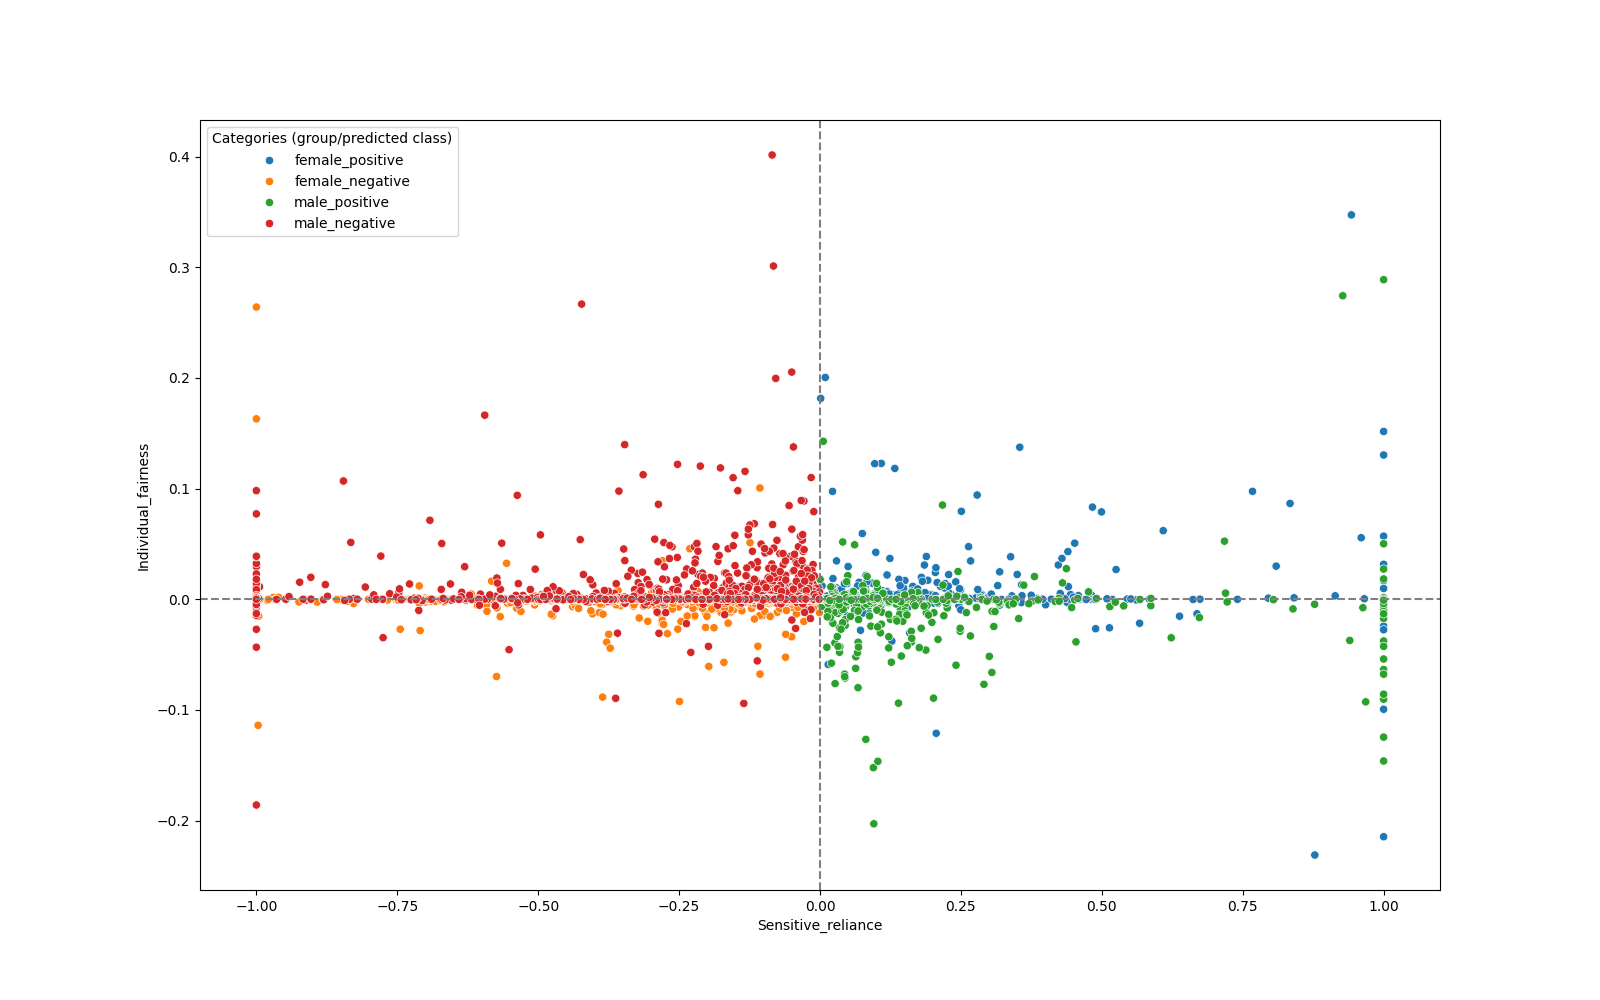 Categories (group/predicted class)
female_positive
female_negative
male_positive
male_negative
0.4
0.3
0.2
0.1
0.0
−0.1
−0.2
Individual_fairness
−1.00
−0.75
−0.50
−0.25
0.00
0.25
0.50
0.75
1.00
Sensitive_reliance